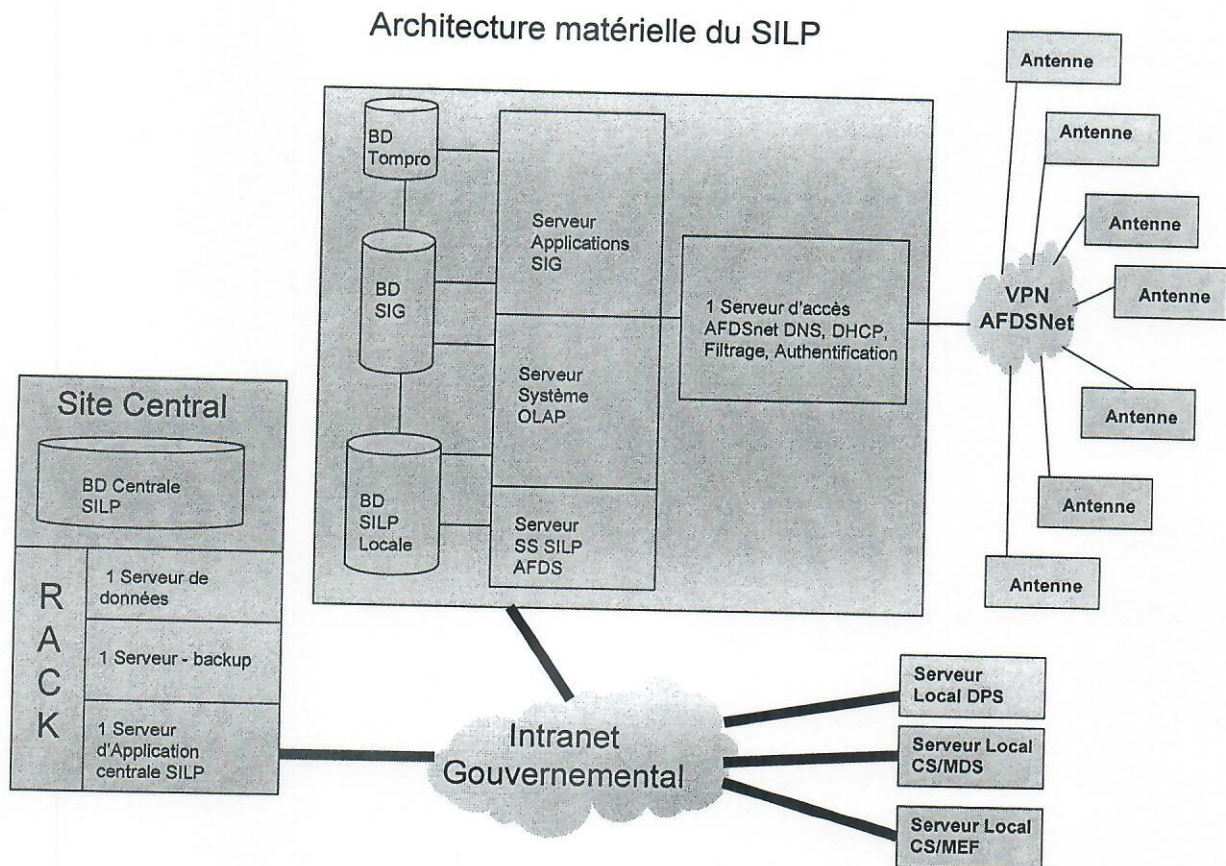 Architecture matérielle du SILP
Antenne
Antenne
Antenne
Antenne
Antenne
Antenne
Antenne
VPN
AFDSNet
BD
Tompro
BD
SIG
BD
SILP
Locale
Serveur
Applications
SIG
Serveur
Système
OLAP
Serveur
SS SILP
AFDS
1 Serveur d'accès
AFDSnet DNS, DHCP,
Filtrage, Authentification
Site Central
BD Centrale
SILP
R
A
C
K
1 Serveur de
données
1 Serveur - backup
1 Serveur
d'Application
centrale SILP
Intranet
Gouvernemental
Serveur
Local DPS
Serveur Local
CS/MDS
Serveur Local
CS/MEF